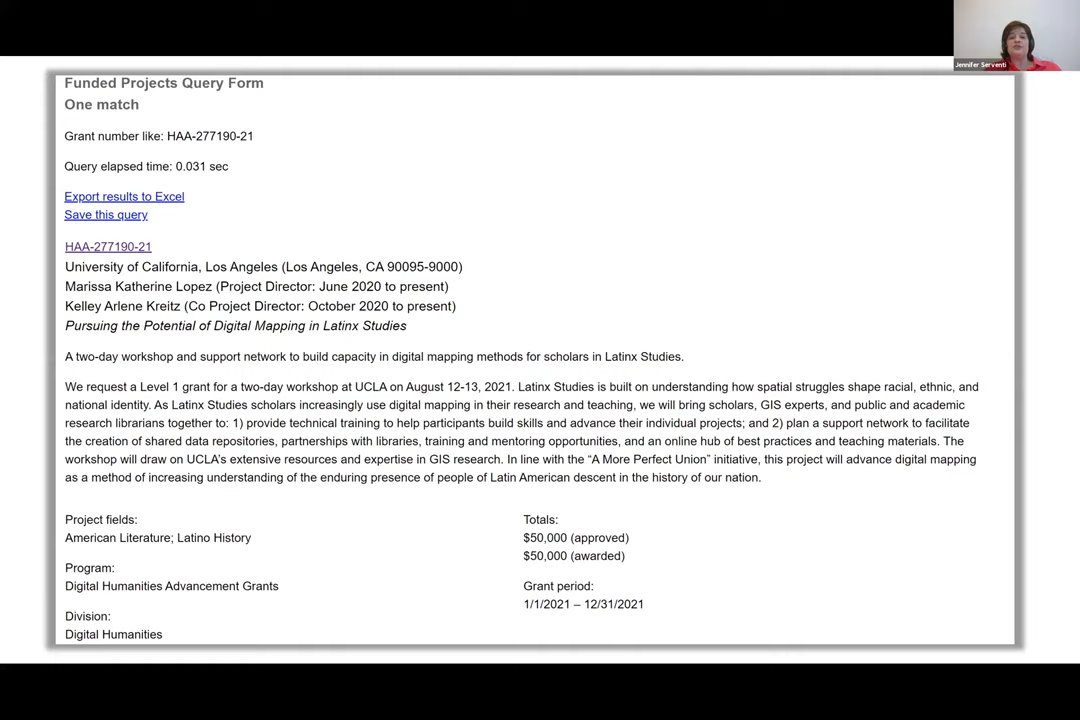 Jennifer Serventi
Funded Projects Query Form
One match
Grant number like: HAA-277190-21
Query elapsed time: 0.031 sec
Export results to Excel
Save this query
HAA-277190-21
University of California, Los Angeles (Los Angeles, CA 90095-9000)
Marissa Katherine Lopez (Project Director: June 2020 to present)
Kelley Arlene Kreitz (Co Project Director: October 2020 to present)
Pursuing the Potential of Digital Mapping in Latinx Studies
A two-day workshop and support network to build capacity in digital mapping methods for scholars in Latinx Studies.
We request a Level 1 grant for a two-day workshop at UCLA on August 12-13, 2021. Latinx Studies is built on understanding how spatial struggles shape racial, ethnic, and
national identity. As Latinx Studies scholars increasingly use digital mapping in their research and teaching, we will bring scholars, GIS experts, and public and academic
research librarians together to: 1) provide technical training to help participants build skills and advance their individual projects; and 2) plan a support network to facilitate
the creation of shared data repositories, partnerships with libraries, training and mentoring opportunities, and an online hub of best practices and teaching materials. The
workshop will draw on UCLA's extensive resources and expertise in GIS research. In line with the “A More Perfect Union” initiative, this project will advance digital mapping
as a method of increasing understanding of the enduring presence of people of Latin American descent in the history of our nation.
Project fields:
American Literature; Latino History
Program:
Digital Humanities Advancement Grants
Division:
Digital Humanities
Totals:
$50,000 (approved)
$50,000 (awarded)
Grant period:
1/1/2021 – 12/31/2021